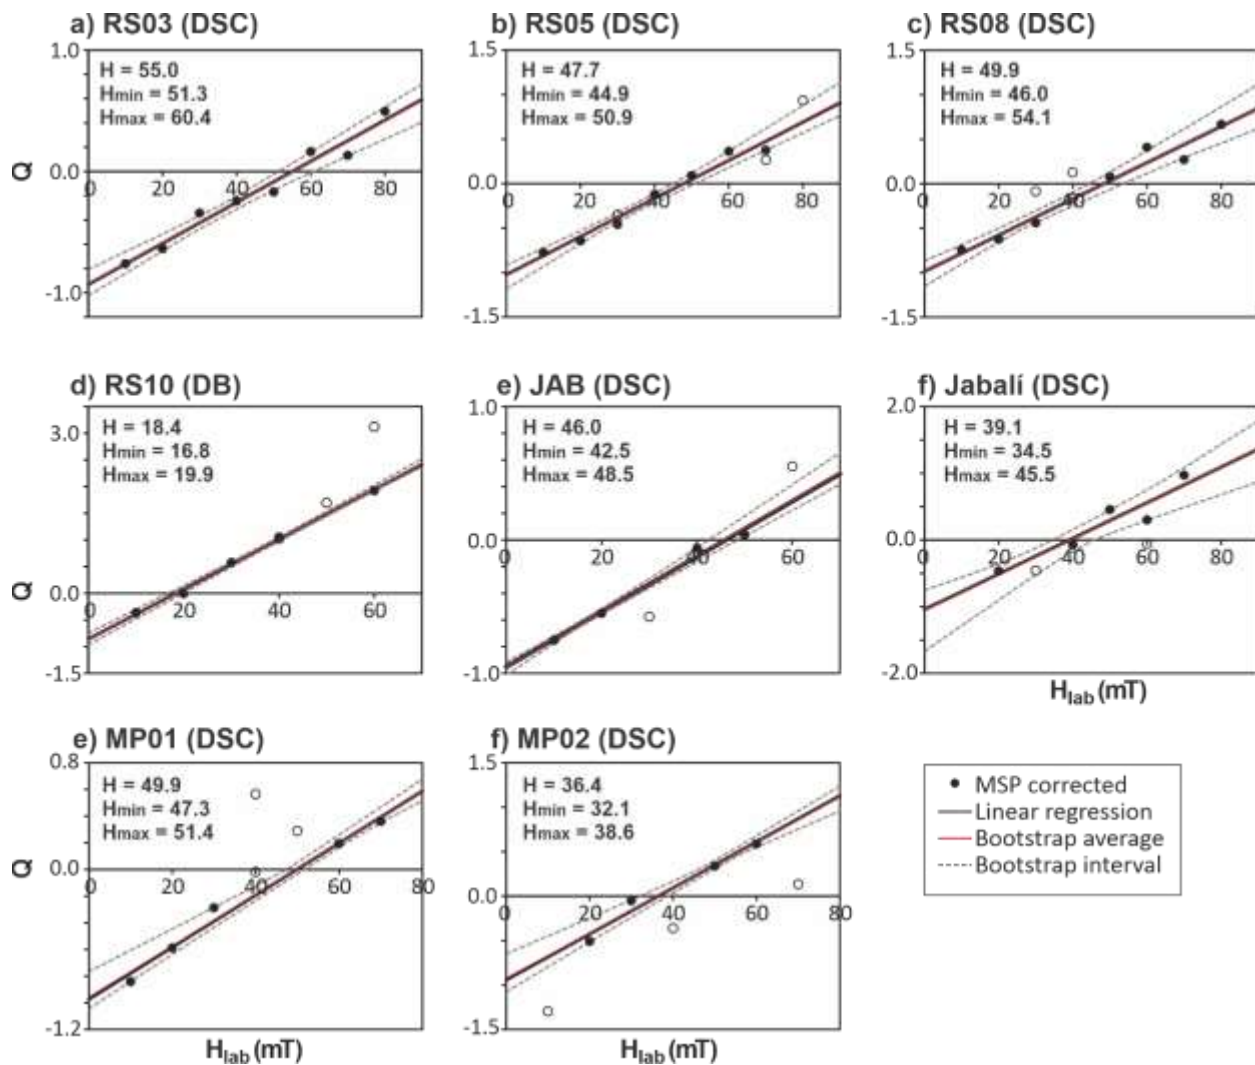 a) RS03 (DSC)
1.0
H = 55.0
Hmin = 51.3
Hmax = 60.4
Q
0.0
0 20 40 60 80
-1.0
b) RS05 (DSC)
1.5
H = 47.7
Hmin = 44.9
Hmax = 50.9
0.0
0 20 40 60 80
-1.5
c) RS08 (DSC)
1.5
H = 49.9
Hmin = 46.0
Hmax = 54.1
0.0
0 20 40 60 80
-1.5
d) RS10 (DB)
3.0
H = 18.4
Hmin = 16.8
Hmax = 19.9
Q
0.0
0 20 40 60
-1.5
e) JAB (DSC)
1.0
H = 46.0
Hmin = 42.5
Hmax = 48.5
0.0
0 20 40 60
-1.0
f) Jabalí (DSC)
2.0
H = 39.1
Hmin = 34.5
Hmax = 45.5
0.0
0 20 40 60 80
-2.0
Hlab (mT)
e) MP01 (DSC)
0.8
H = 49.9
Hmin = 47.3
Hmax = 51.4
Q
0.0
0 20 40 60 80
-1.2
Hlab (mT)
f) MP02 (DSC)
1.5
H = 36.4
Hmin = 32.1
Hmax = 38.6
0.0
0 20 40 60 80
-1.5
Hlab (mT)
MSP corrected
Linear regression
Bootstrap average
Bootstrap interval